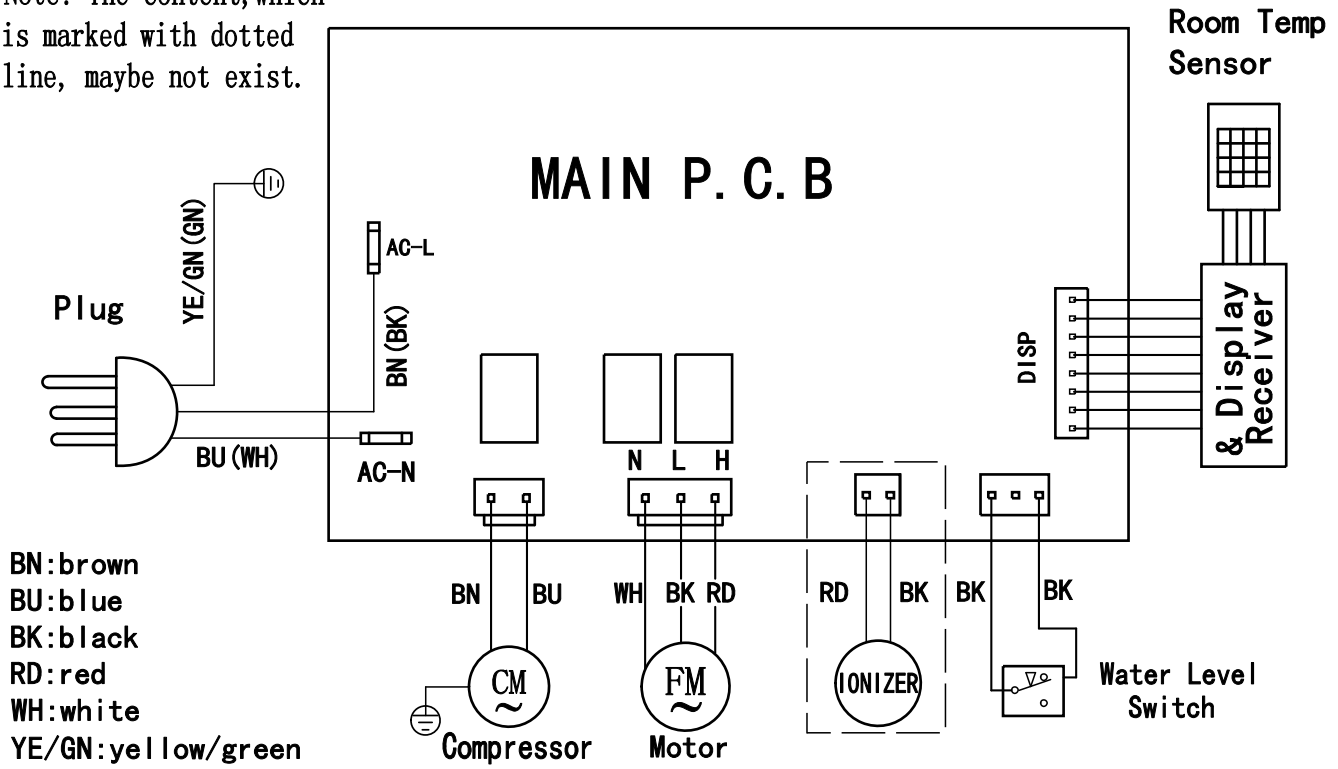 Note: The content,which
is marked with dotted
line, maybe not exist.
Room Temp
Sensor
MAIN P.C.B
YE/GN(GN)
AC-L
Plug
BN(BK)
DISP
& Display
Receiver
BU(WH)
AC-N
N L H
BN:brown
BU:blue
BK:black
RD:red
WH:white
YE/GN:yellow/green
BN BU WH BK RD RD BK BK BK
CM
~
FM
~
IONIZER
Compressor
Motor
Water Level
Switch